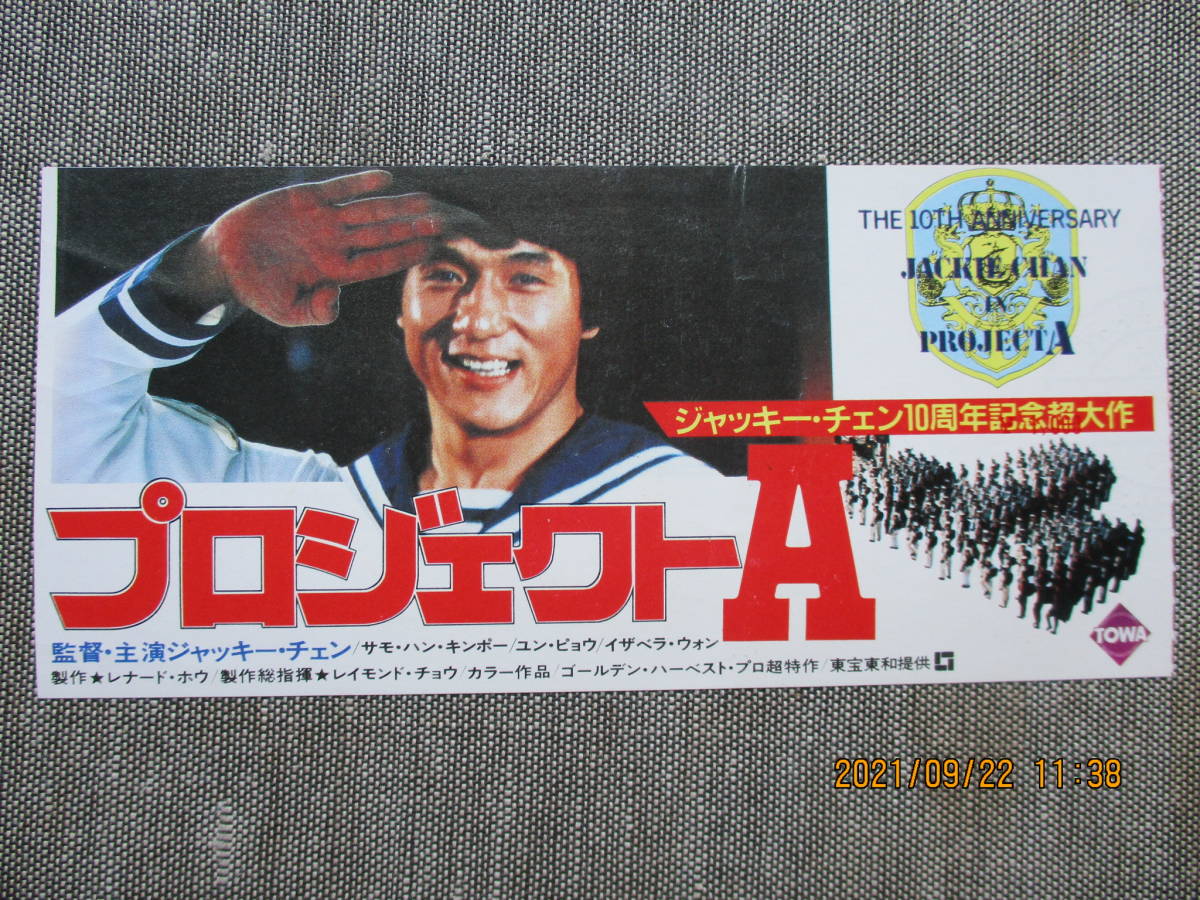 THE 10TH ANNIVERSARY
JACKIE CHAN
IN
PROJECT A
ジャッキー・チェン10周年記念超大作
プロジェクトA
監督・主演ジャッキー・チェン/サモ・ハン・キンポー/ユン・ピョウ/イザベラ・ウォン
製作★レナード・ホウ/製作総指揮★レイモンド・チョウ/カラー作品/ゴールデン・ハーベスト・プロ超特作/東宝東和提供
TOWA
2021/09/22 11:38